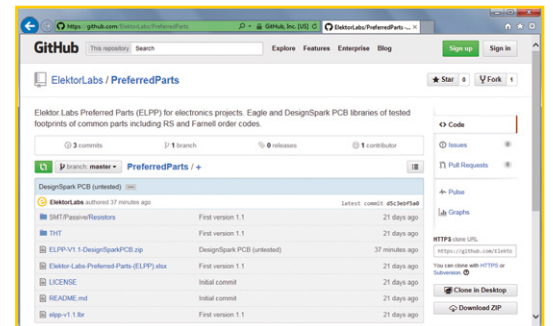 https://github.com/ElektorLabs/PreferredParts
GitHub, Inc. [US]
ElektorLabs/PreferredParts -...
GitHub This repository Search Explore Features Enterprise Blog Sign up Sign in
ElektorLabs / PreferredParts Star 0 Fork 1
Elektor Labs Preferred Parts (ELPP) for electronics projects. Eagle and DesignSpark PCB libraries of tested
footprints of common parts including RS and Farnell order codes.
3 commits 1 branch 0 releases 1 contributor
branch: master PreferredParts / +
DesignSpark PCB (untested)
ElektorLabs authored 37 minutes ago latest commit d5c3ebf5a0
SMT/Passive/Resistors First version 1.1 21 days ago
THT First version 1.1 21 days ago
ELPP-V1.1-DesignSparkPCB.zip DesignSpark PCB (untested) 37 minutes ago
Elektor-Labs-Preferred-Parts-(ELPP).xlsx First version 1.1 21 days ago
LICENSE Initial commit 21 days ago
README.md Initial commit 21 days ago
elpp-v1.1.lbr First version 1.1 21 days ago
Code
Issues 0
Pull Requests 0
Pulse
Graphs
HTTPS clone URL
https://github.com/Elekto
You can clone with HTTPS or
Subversion.
Clone in Desktop
Download ZIP